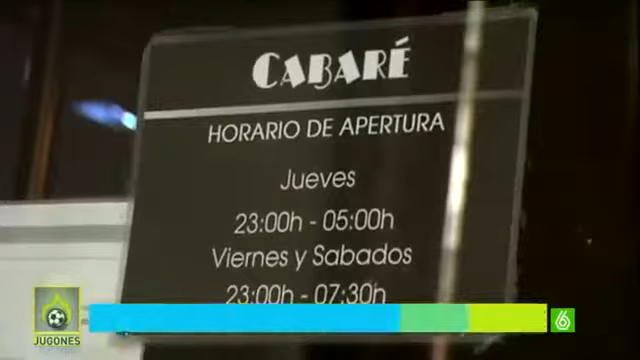 CABARÉ
HORARIO DE APERTURA
Jueves
23:00h - 05:00h
Viernes y Sabados
23:00h - 07:30h
JUGONES
6